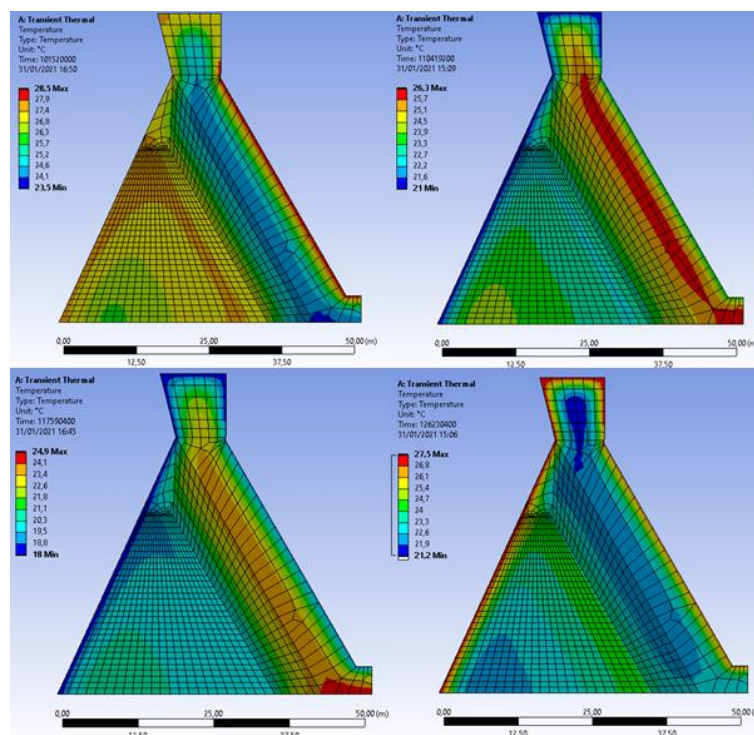 A: Transient Thermal
Temperature
Type: Temperature
Unit: °C
Time: 101520000
31/01/2021 16:50
28,5 Max
27,9
27,4
26,8
26,3
25,7
25,2
24,6
24,1
23,5 Min
0,00
25,00
50,00 (m)
12,50
37,50
A: Transient Thermal
Temperature
Type: Temperature
Unit: °C
Time: 110419200
31/01/2021 15:09
26,3 Max
25,7
25,1
24,5
23,9
23,3
22,7
22,2
21,6
21 Min
0,00
25,00
50,00 (m)
12,50
37,50
A: Transient Thermal
Temperature
Type: Temperature
Unit: °C
Time: 117590400
31/01/2021 16:45
24,9 Max
24,1
23,4
22,6
21,8
21,1
20,3
19,5
18,8
18 Min
0,00
25,00
50,00 (m)
12,50
37,50
A: Transient Thermal
Temperature
Type: Temperature
Unit: °C
Time: 126230400
31/01/2021 15:06
27,5 Max
26,8
26,1
25,4
24,7
24
23,3
22,6
21,9
21,2 Min
0,00
25,00
50,00 (m)
12,50
37,50